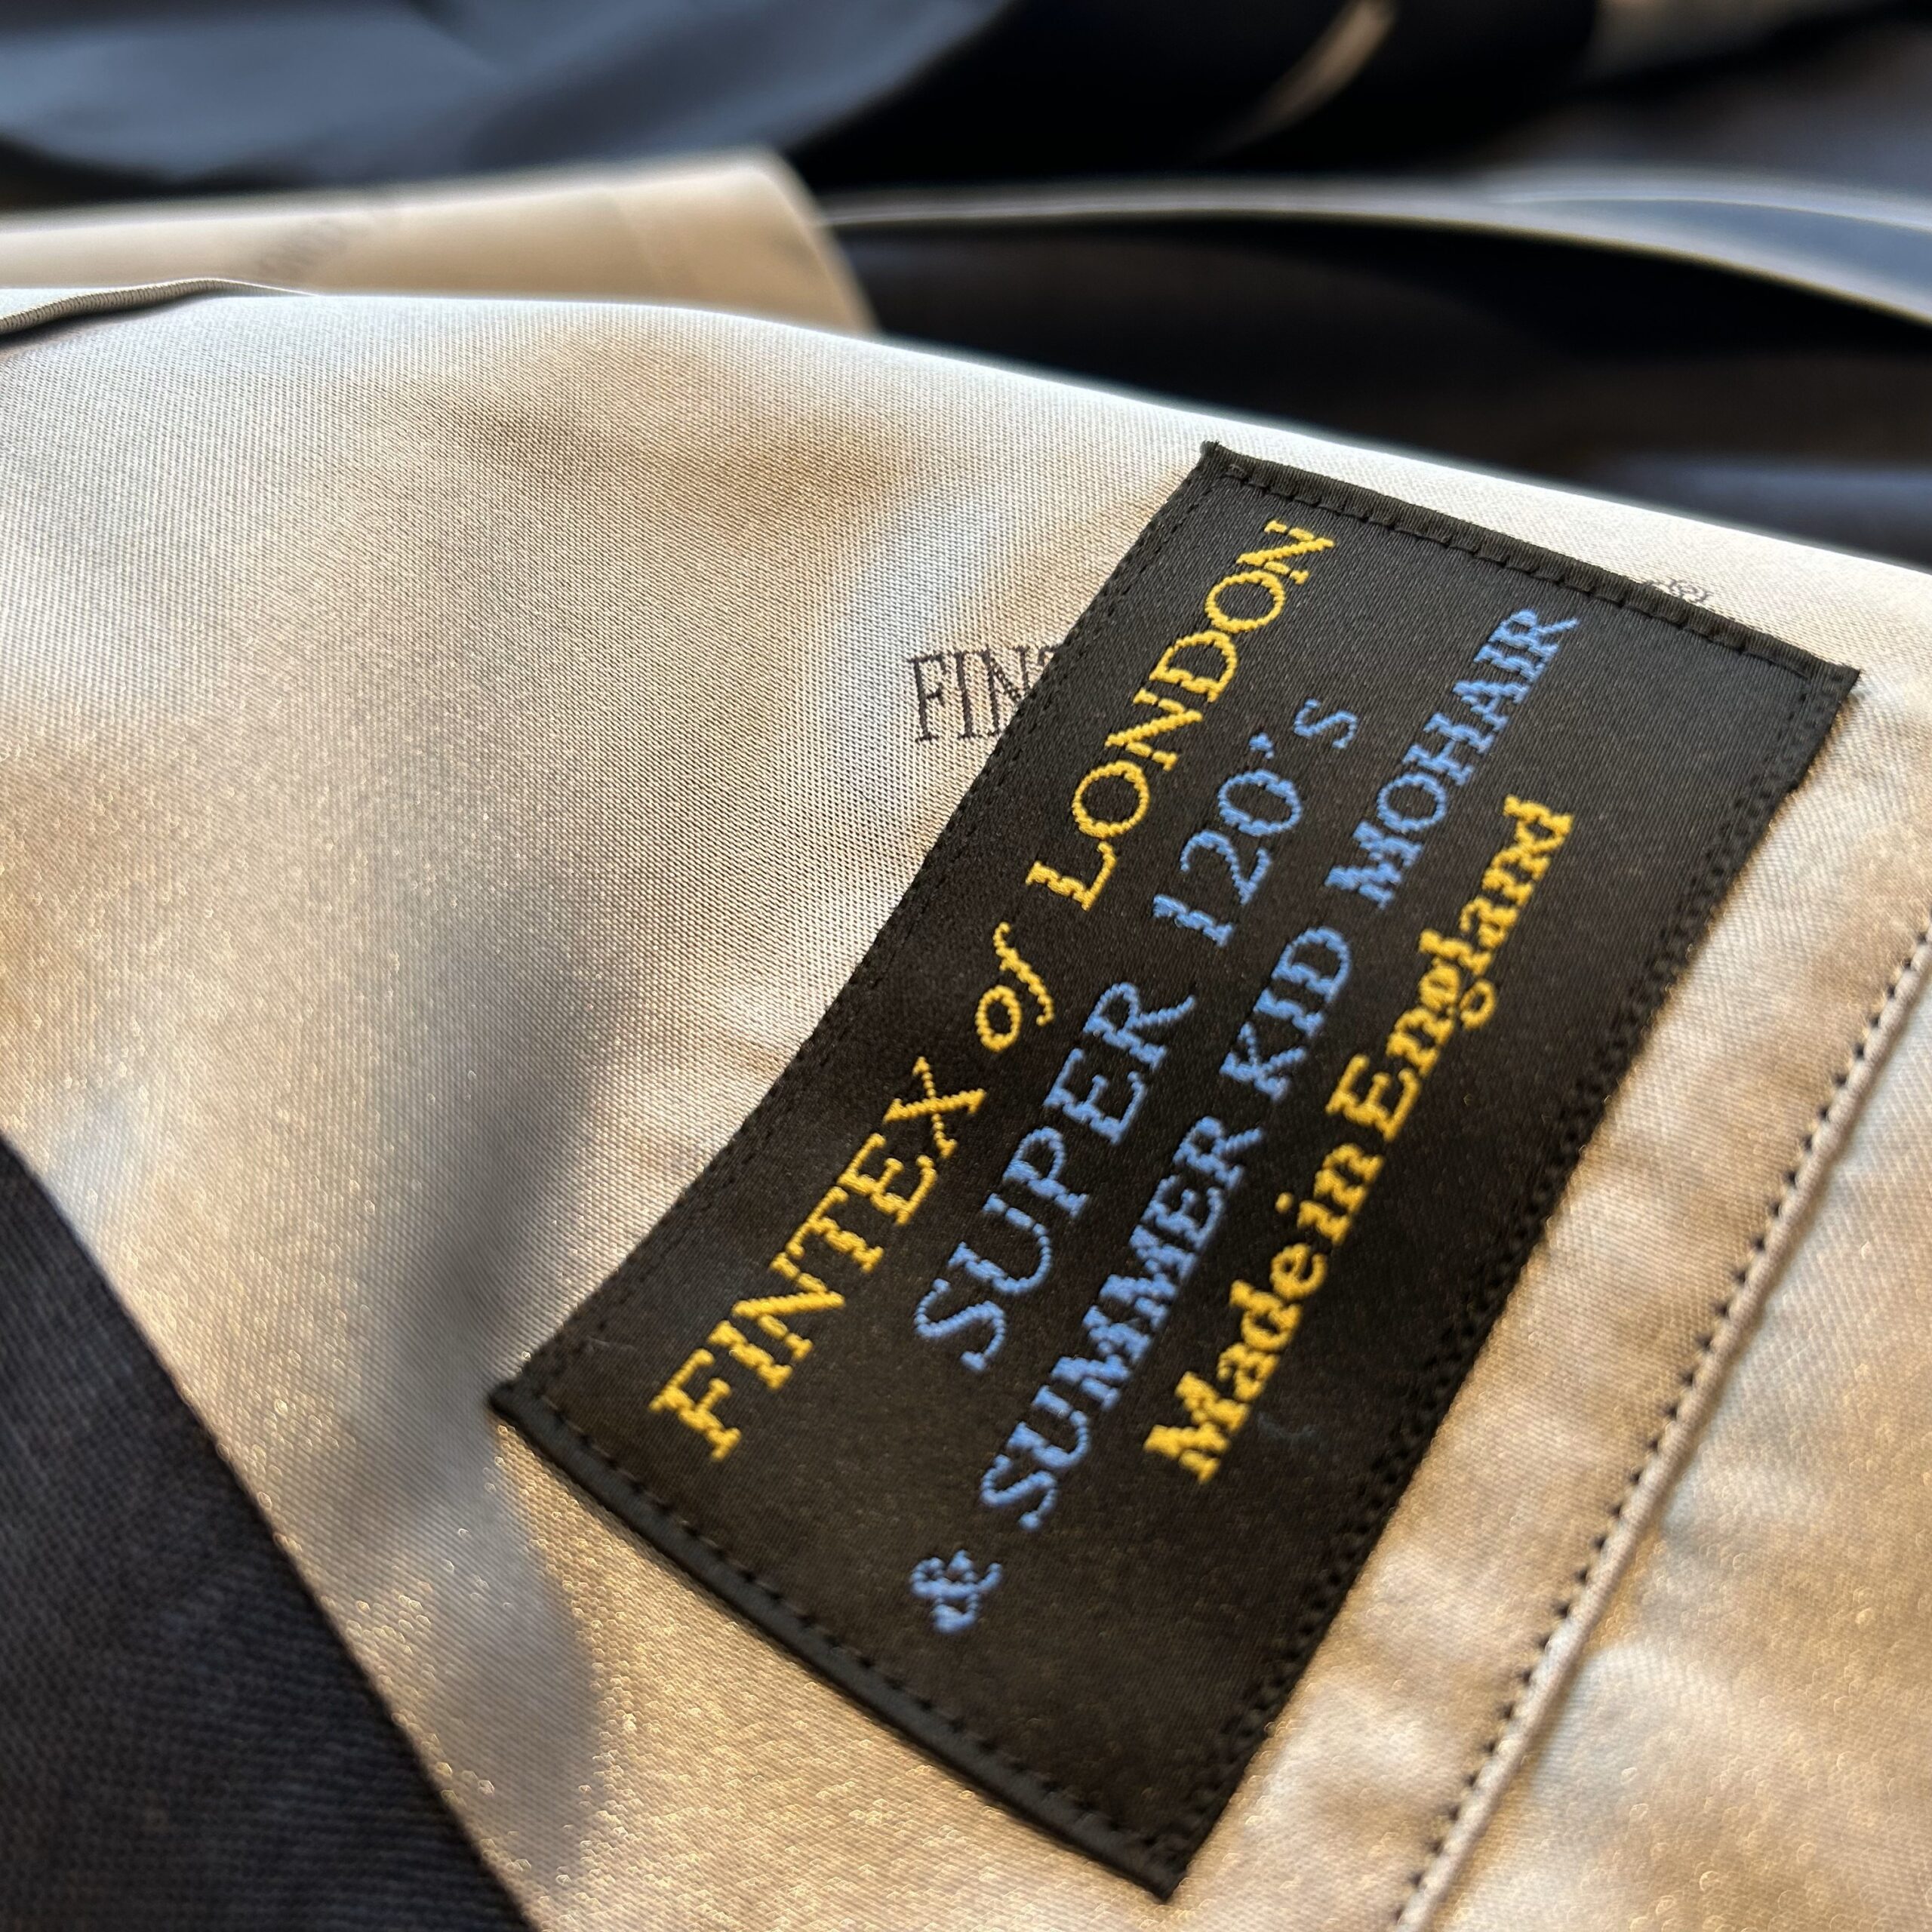 FINTEX of LONDON
SUPER 120's
& SUMMER KID MOHAIR
Made in England